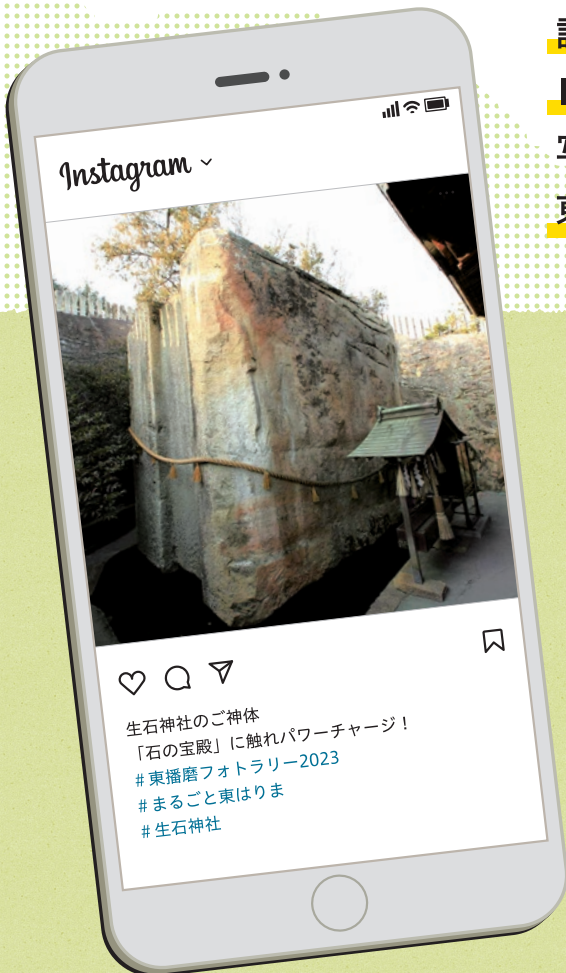 Instagram
生石神社のご神体
「石の宝殿」に触れパワーチャージ！
#東播磨フォトラリー2023
#まるごと東はりま
#生石神社